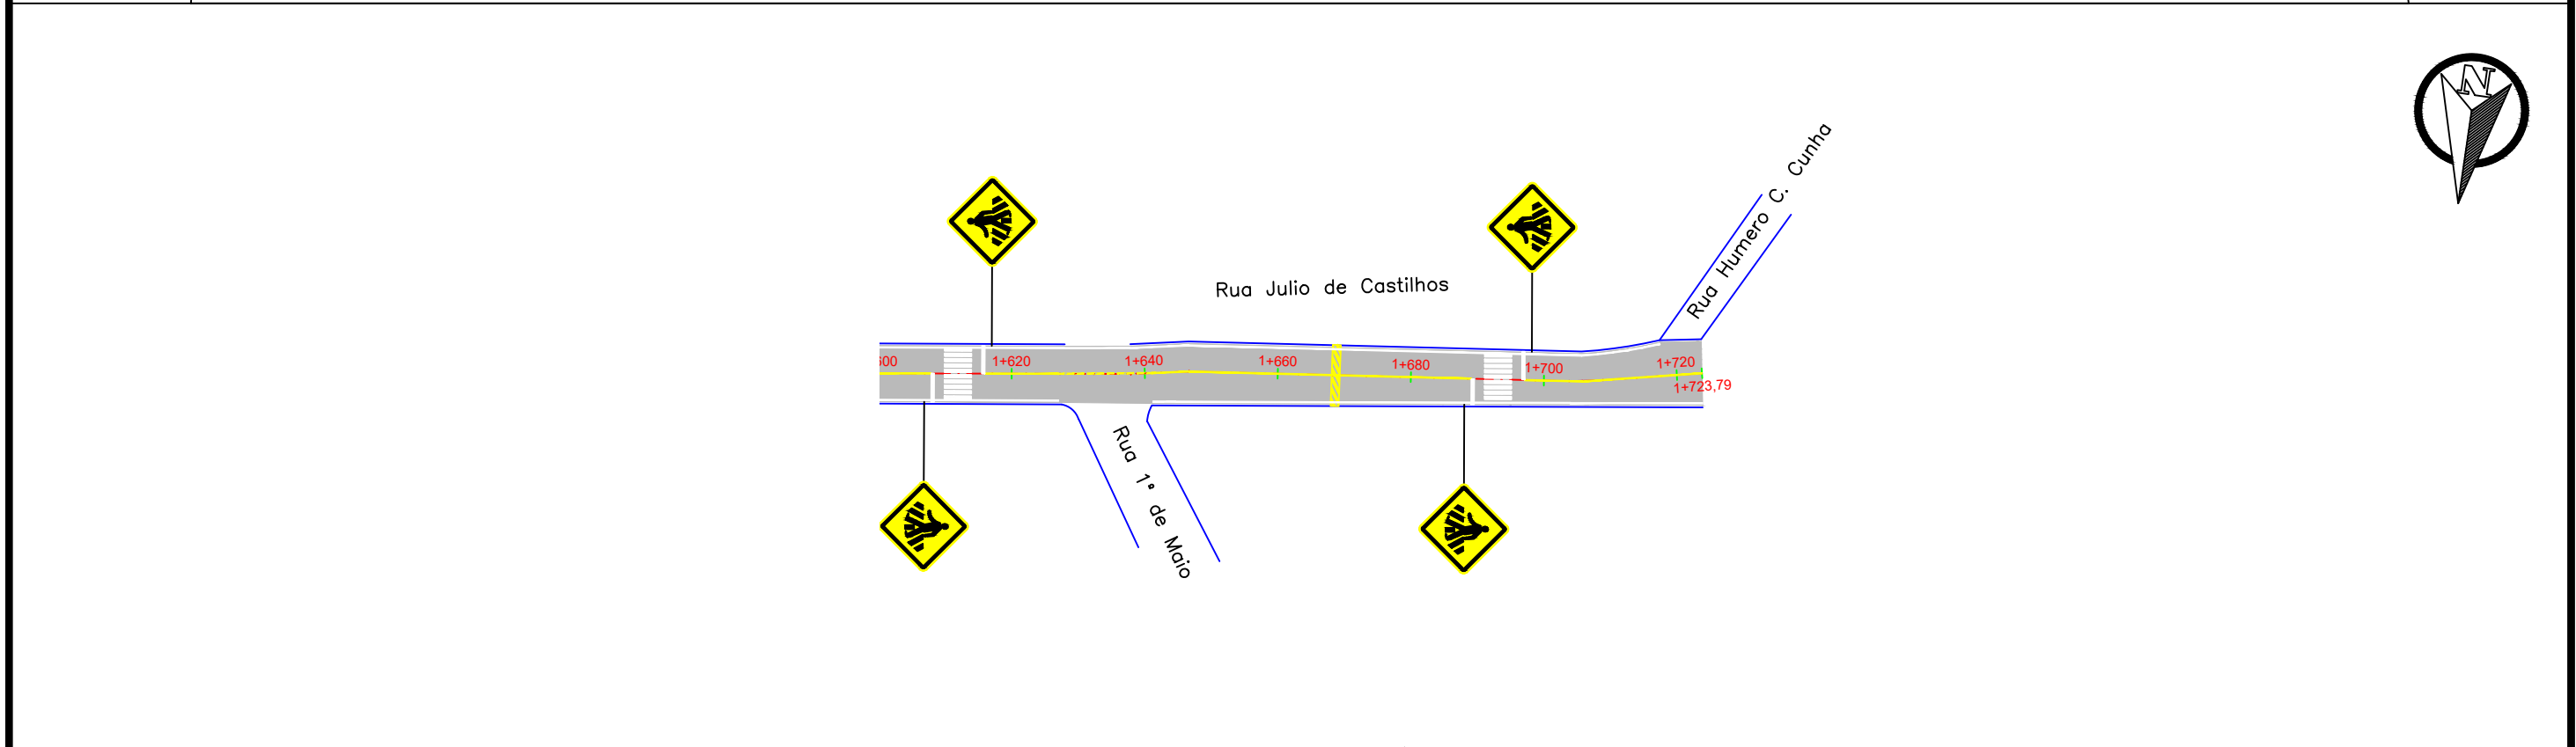 N
Rua Humero C. Cunha
Rua Julio de Castilhos
600
1+620
1+640
1+660
1+680
1+700
1+720
1+723,79
Rua 1º de Maio